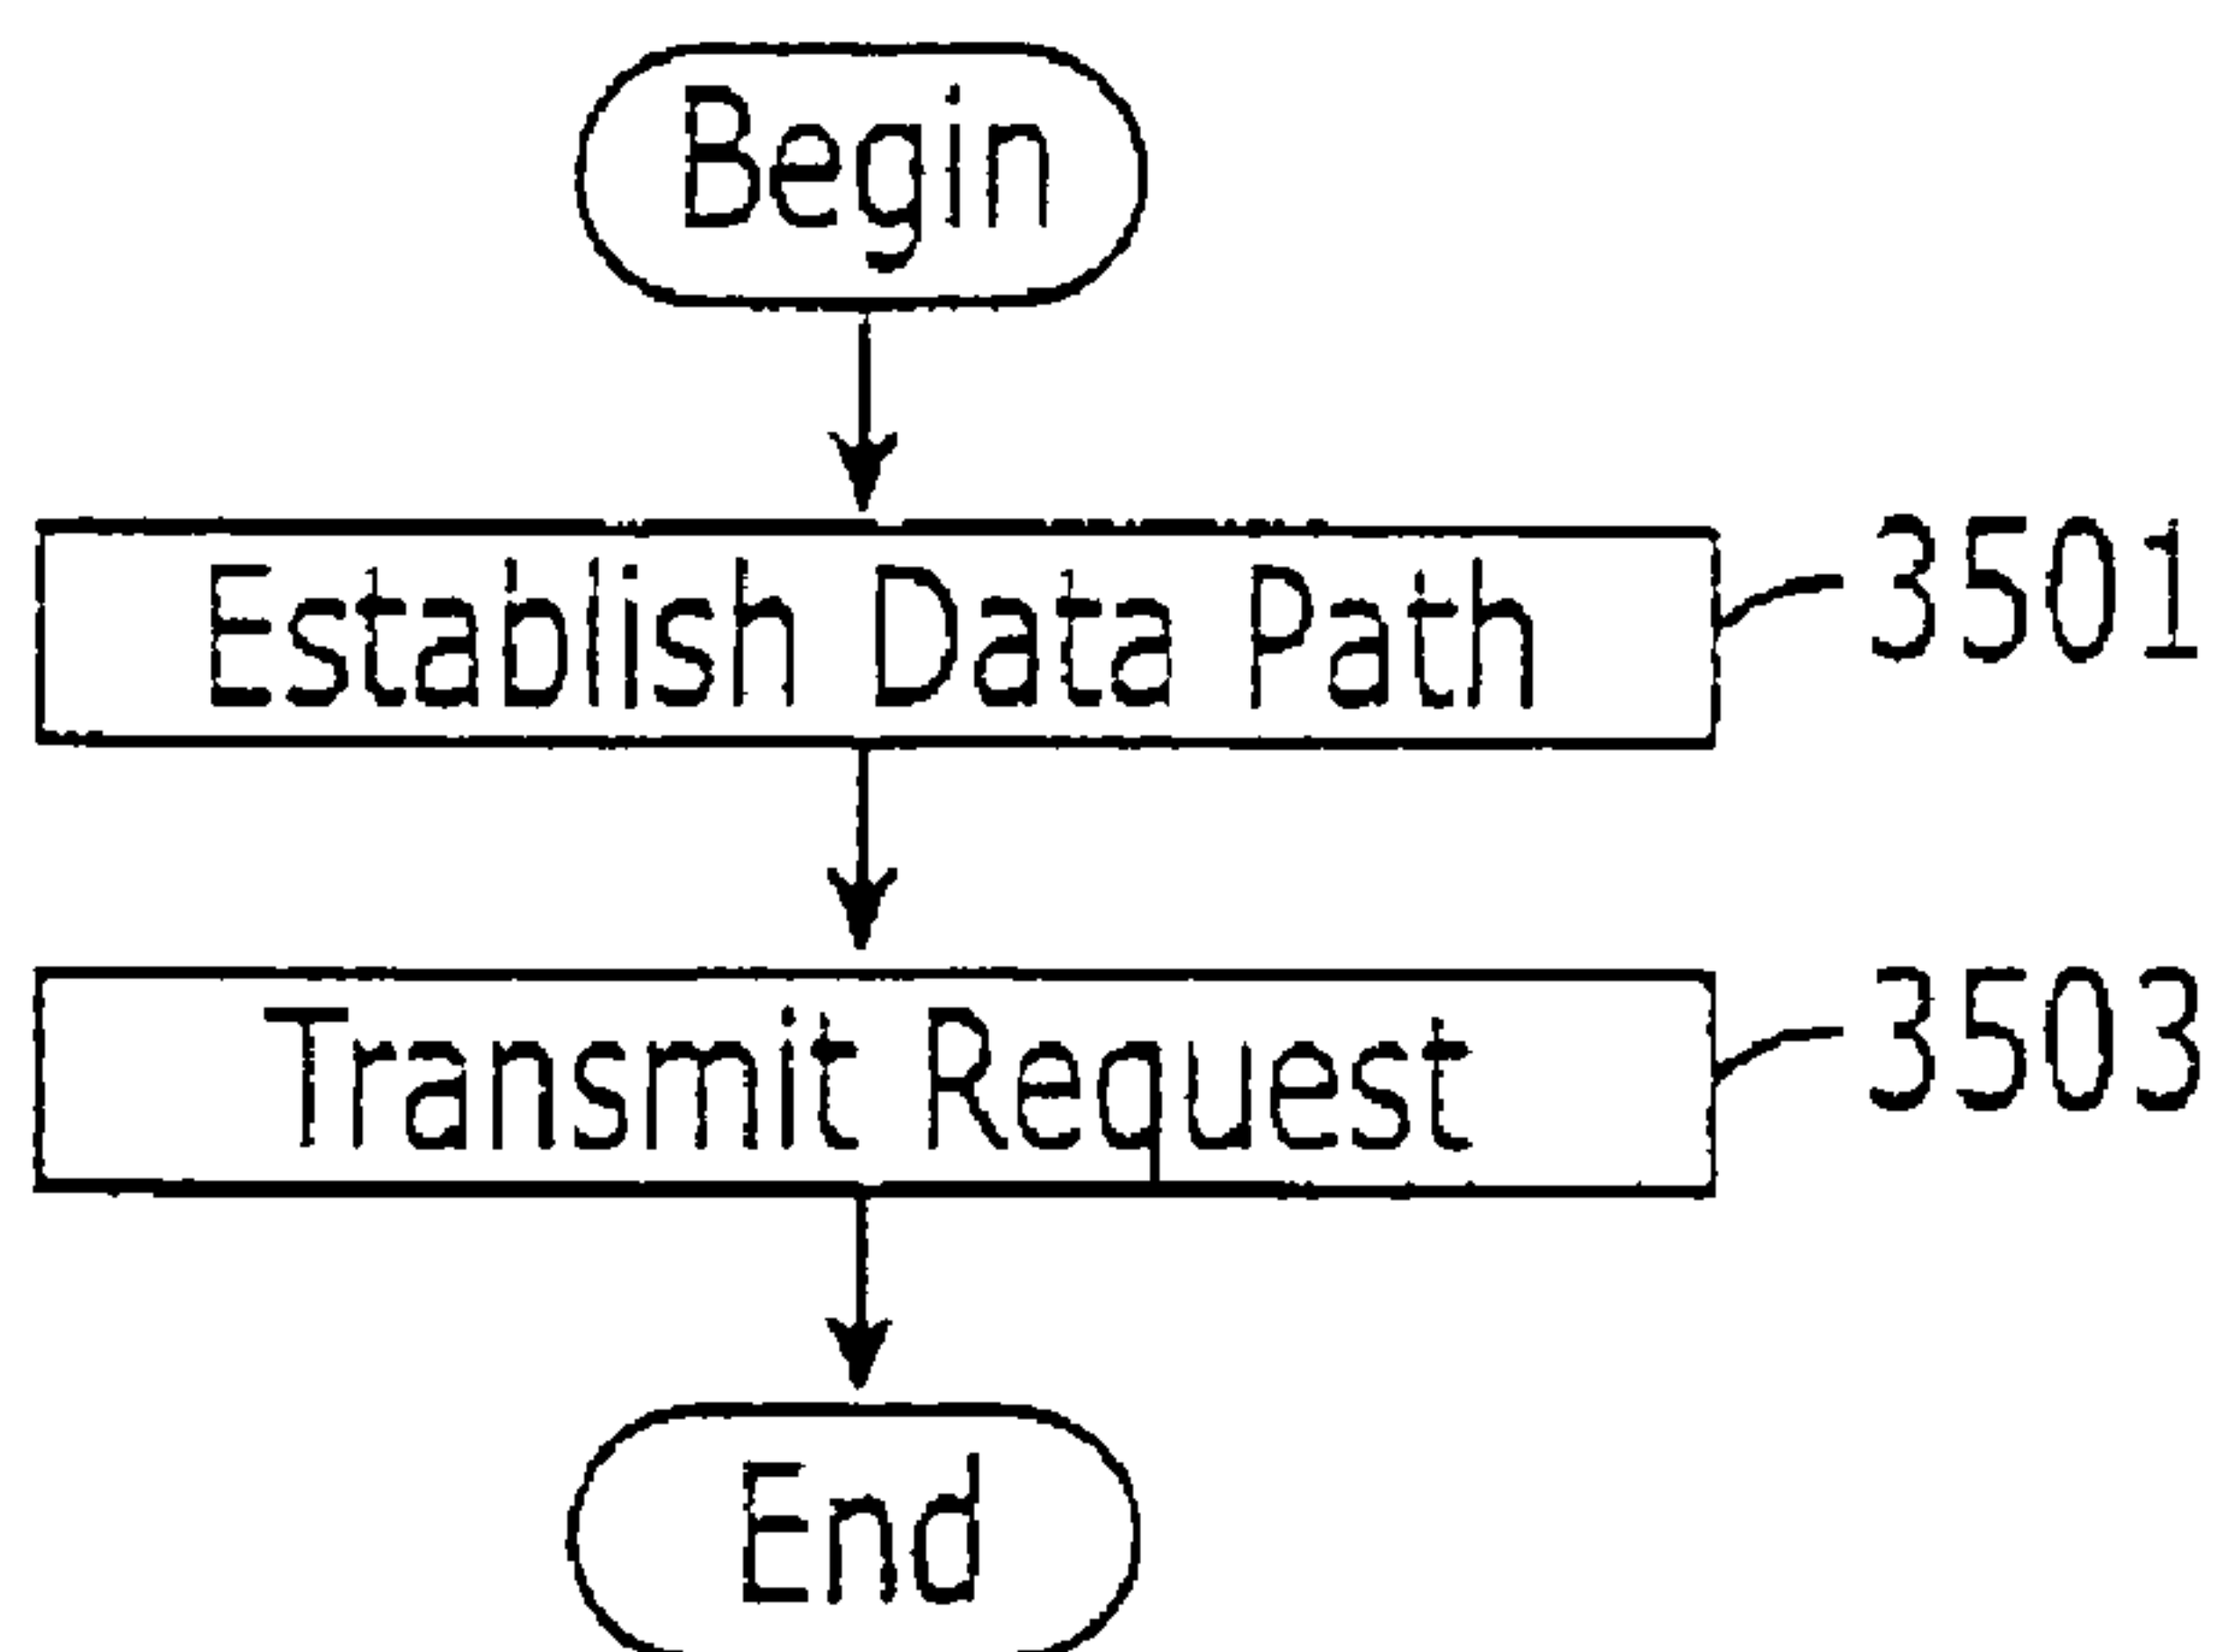 Begin
Establish Data Path
3501
Transmit Request
3503
End